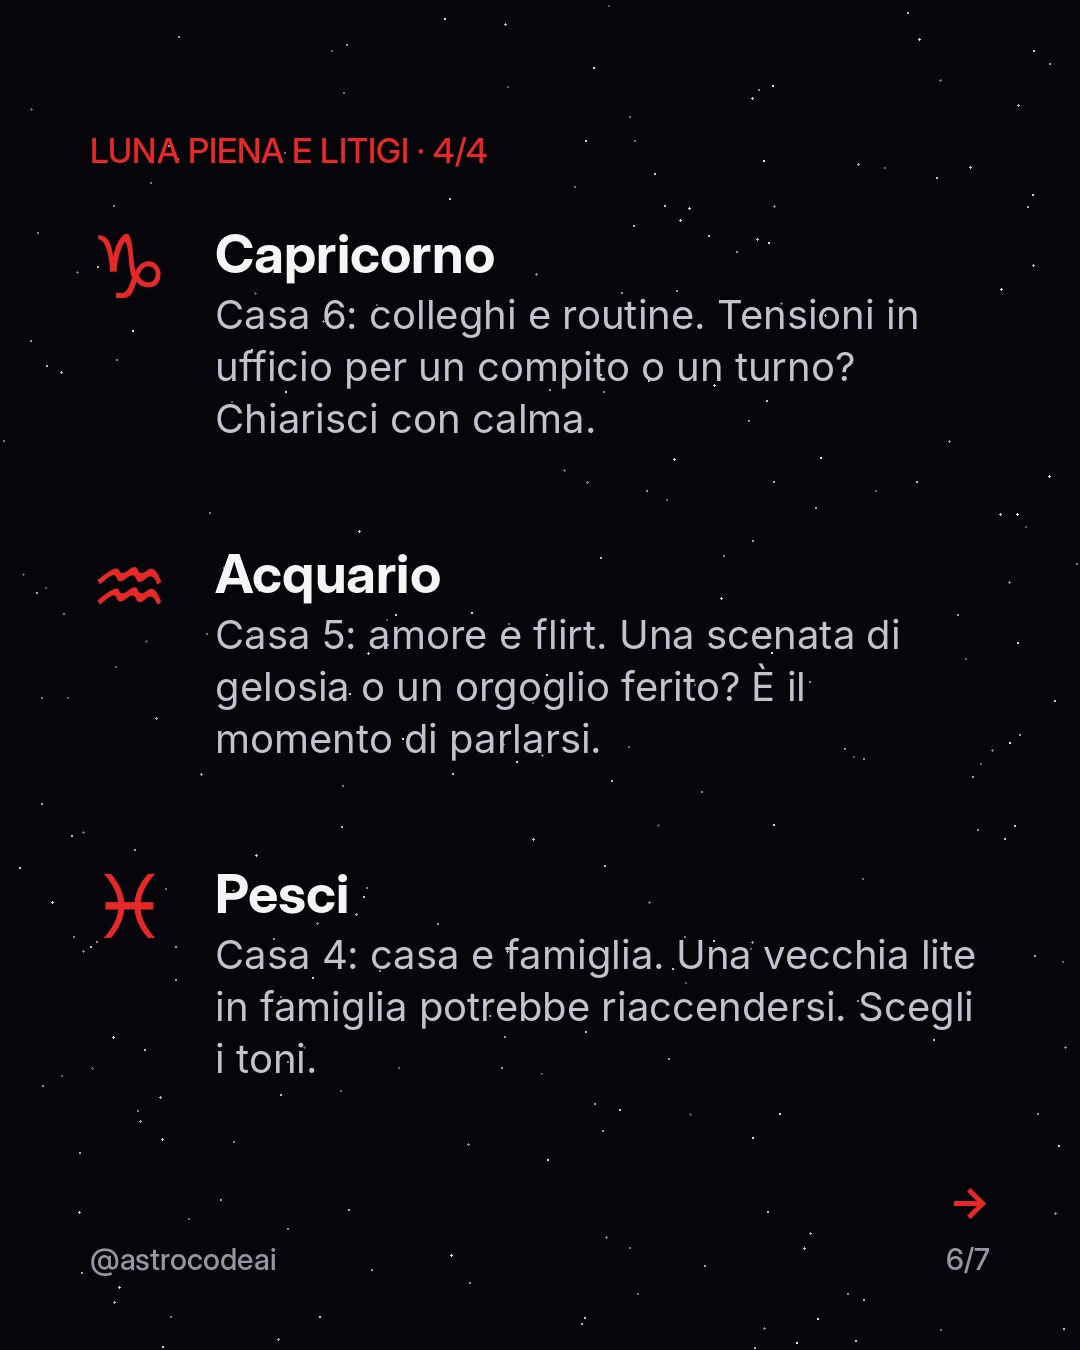 LUNA PIENA E LITIGI · 4/4
♑ Capricorno
Casa 6: colleghi e routine. Tensioni in
ufficio per un compito o un turno?
Chiarisci con calma.
♒ Acquario
Casa 5: amore e flirt. Una scenata di
gelosia o un orgoglio ferito? È il
momento di parlarsi.
♓ Pesci
Casa 4: casa e famiglia. Una vecchia lite
in famiglia potrebbe riaccendersi. Scegli
i toni.
→
@astrocodeai 6/7